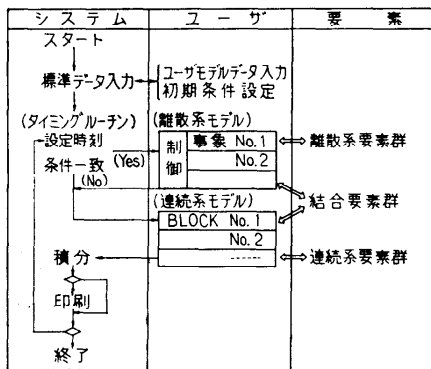 システム ユーザ 要素
スタート
標準データ入力
ユーザモデルデータ入力
初期条件設定
(タイミングルーチン)
設定時刻
条件一致
(Yes)
(No)
(離散系モデル)
制御
事象 No.1
No.2
離散系要素群
結合要素群
(連続系モデル)
BLOCK No.1
No.2
-----
連続系要素群
積分
印刷
終了